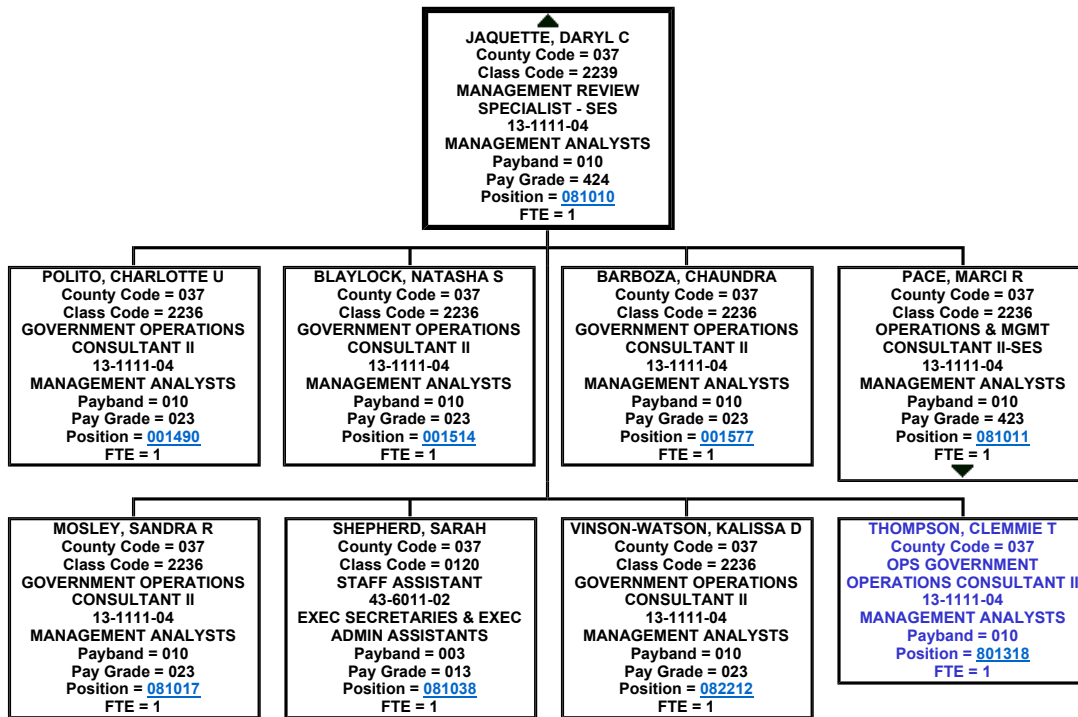 JAQUETTE, DARYL C
County Code = 037
Class Code = 2239
MANAGEMENT REVIEW
SPECIALIST - SES
13-1111-04
MANAGEMENT ANALYSTS
Payband = 010
Pay Grade = 424
Position = 081010
FTE = 1
POLITO, CHARLOTTE U
County Code = 037
Class Code = 2236
GOVERNMENT OPERATIONS
CONSULTANT II
13-1111-04
MANAGEMENT ANALYSTS
Payband = 010
Pay Grade = 023
Position = 001490
FTE = 1
BLAYLOCK, NATASHA S
County Code = 037
Class Code = 2236
GOVERNMENT OPERATIONS
CONSULTANT II
13-1111-04
MANAGEMENT ANALYSTS
Payband = 010
Pay Grade = 023
Position = 001514
FTE = 1
BARBOZA, CHAUNDRA
County Code = 037
Class Code = 2236
GOVERNMENT OPERATIONS
CONSULTANT II
13-1111-04
MANAGEMENT ANALYSTS
Payband = 010
Pay Grade = 023
Position = 001577
FTE = 1
PACE, MARCI R
County Code = 037
Class Code = 2236
OPERATIONS & MGMT
CONSULTANT II-SES
13-1111-04
MANAGEMENT ANALYSTS
Payband = 010
Pay Grade = 423
Position = 081011
FTE = 1
MOSLEY, SANDRA R
County Code = 037
Class Code = 2236
GOVERNMENT OPERATIONS
CONSULTANT II
13-1111-04
MANAGEMENT ANALYSTS
Payband = 010
Pay Grade = 023
Position = 081017
FTE = 1
SHEPHERD, SARAH
County Code = 037
Class Code = 0120
STAFF ASSISTANT
43-6011-02
EXEC SECRETARIES & EXEC
ADMIN ASSISTANTS
Payband = 003
Pay Grade = 013
Position = 081038
FTE = 1
VINSON-WATSON, KALISSA D
County Code = 037
Class Code = 2236
GOVERNMENT OPERATIONS
CONSULTANT II
13-1111-04
MANAGEMENT ANALYSTS
Payband = 010
Pay Grade = 023
Position = 082212
FTE = 1
THOMPSON, CLEMMIE T
County Code = 037
OPS GOVERNMENT
OPERATIONS CONSULTANT II
13-1111-04
MANAGEMENT ANALYSTS
Payband = 010
Position = 801318
FTE = 1